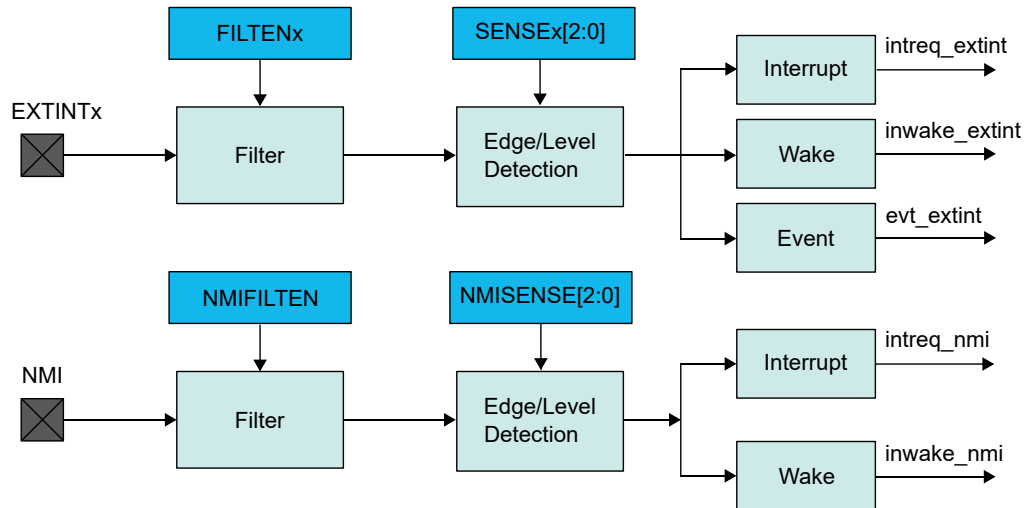 FILTENx
SENSEx[2:0]
EXTINTx
Filter
Edge/Level
Detection
Interrupt
intreq_extint
Wake
inwake_extint
Event
evt_extint
NMIFILTEN
NMISENSE[2:0]
NMI
Filter
Edge/Level
Detection
Interrupt
intreq_nmi
Wake
inwake_nmi